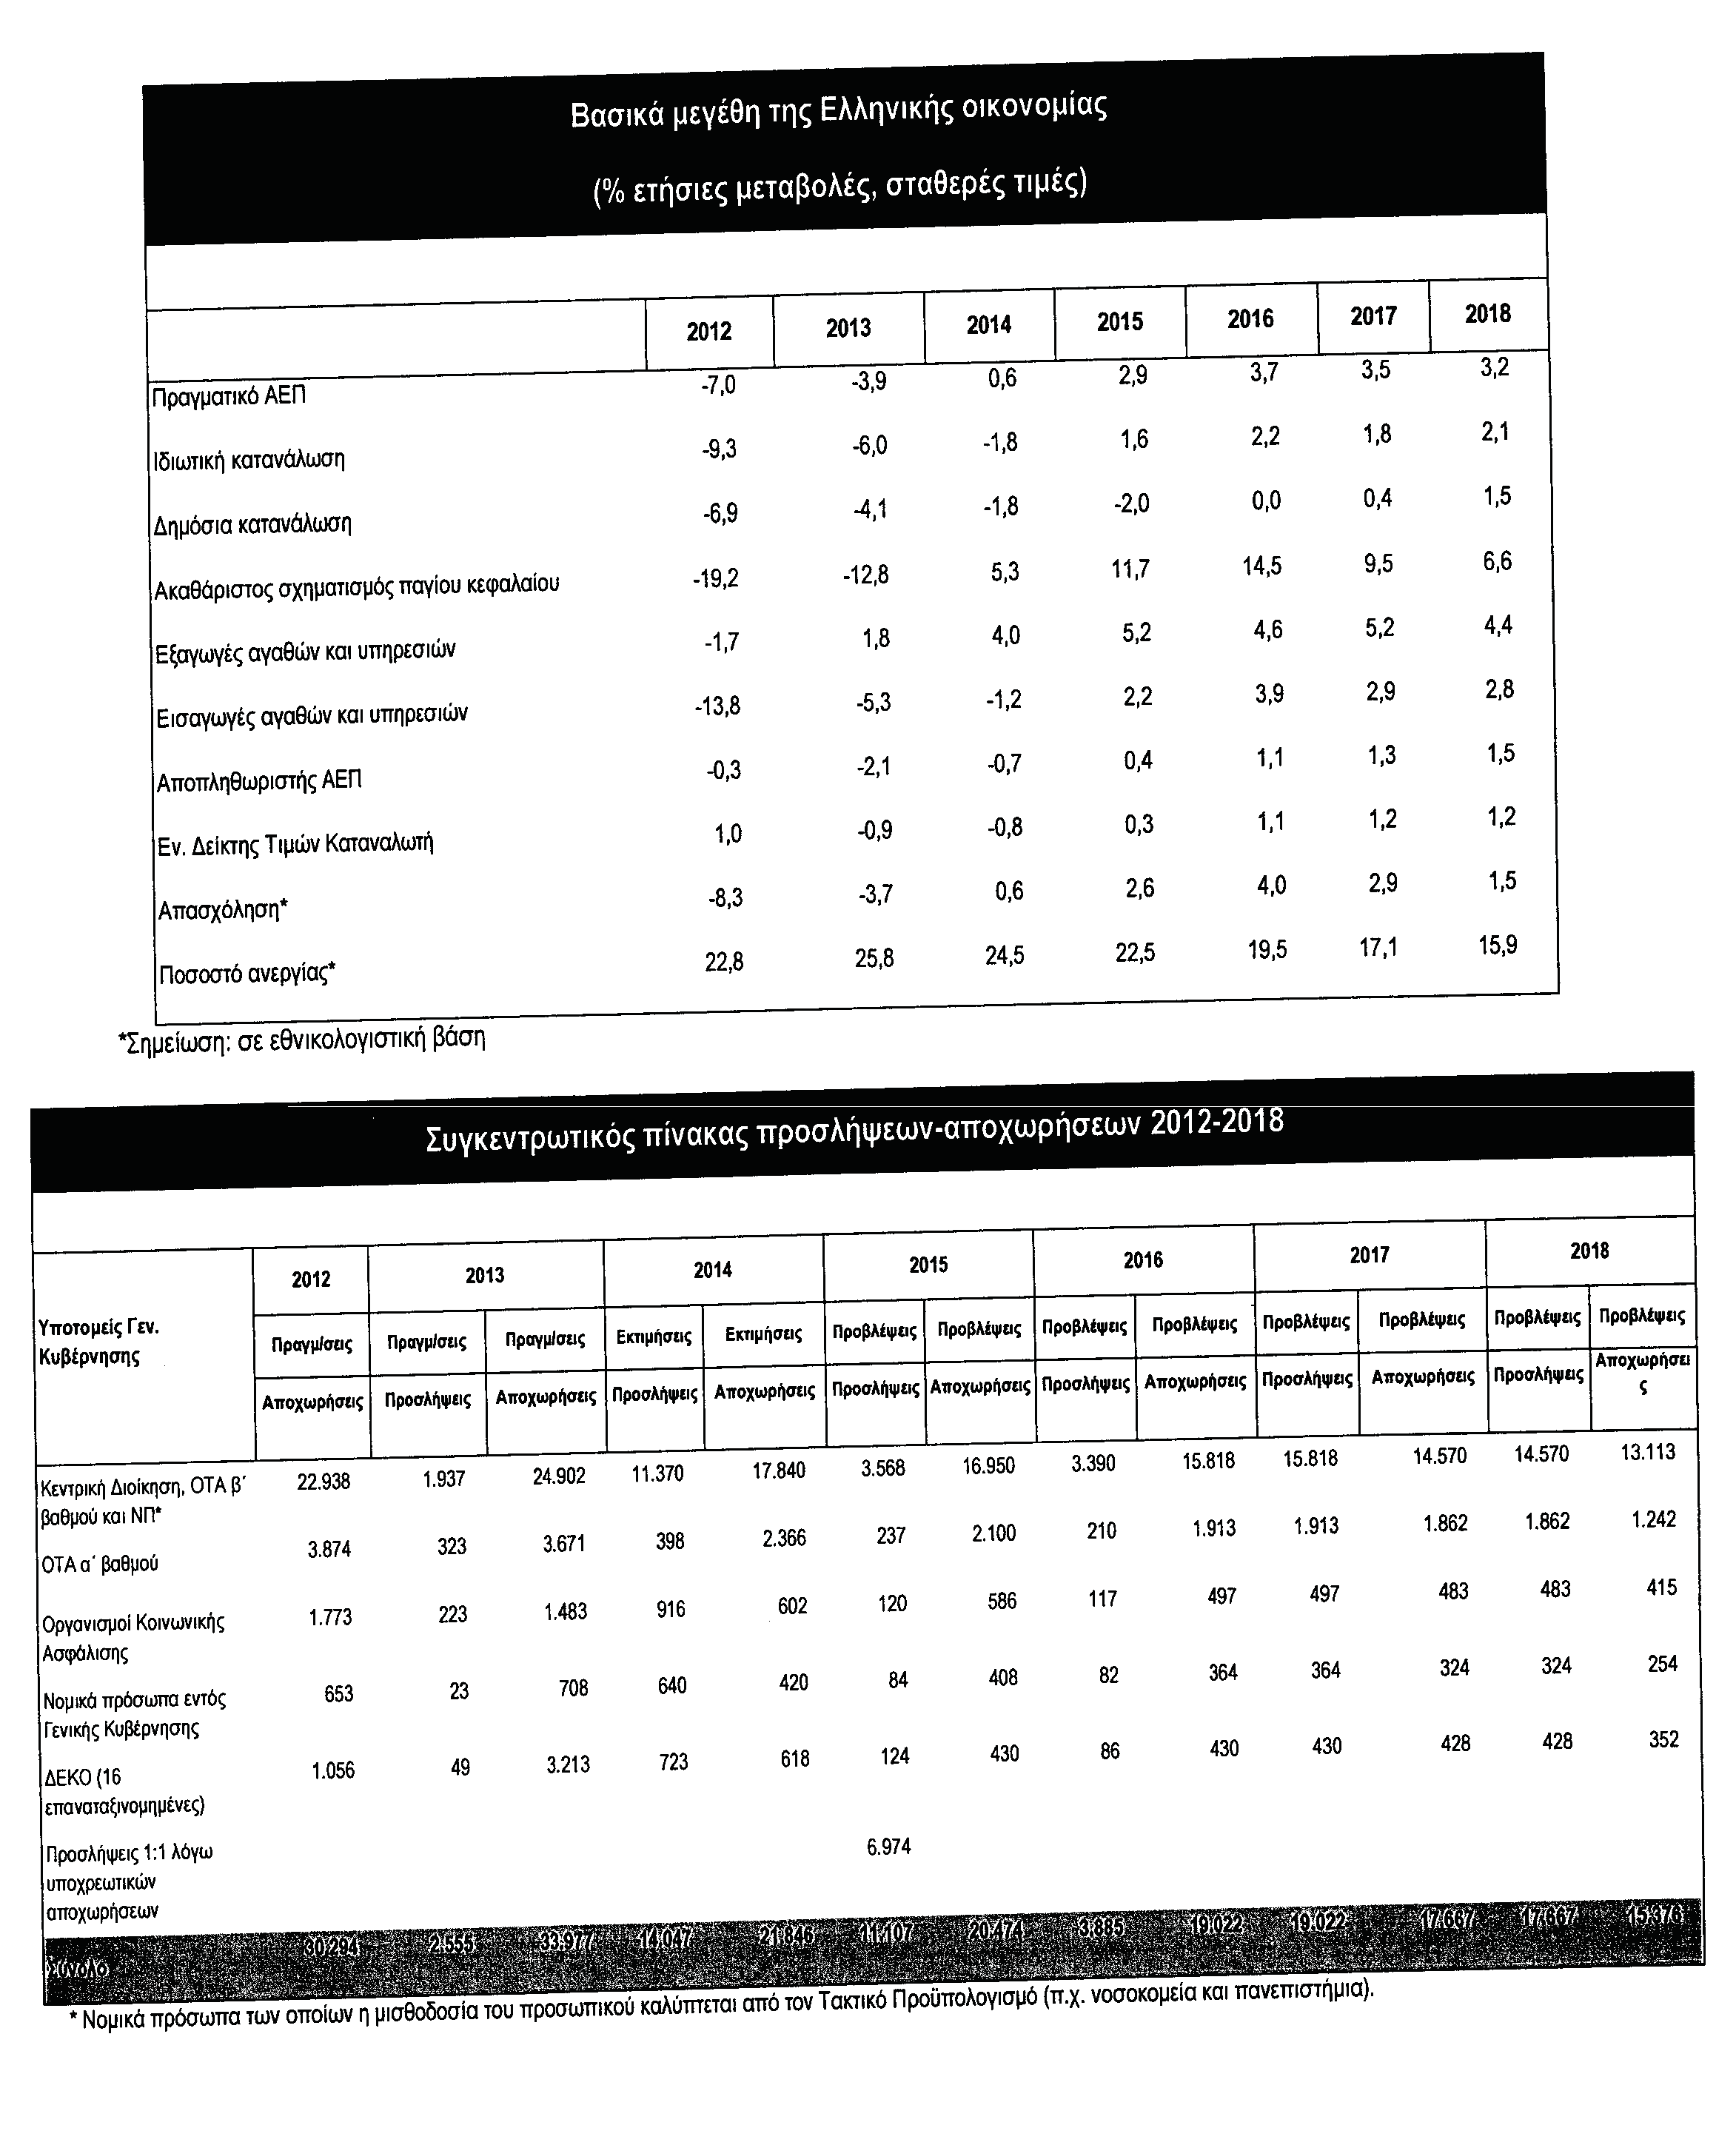 Βασικά μεγέθη της Ελληνικής οικονομίας
(% ετήσιες μεταβολές, σταθερές τιμές)
2012 2013 2014 2015 2016 2017 2018
Πραγματικό ΑΕΠ -7,0 -3,9 0,6 2,9 3,7 3,5 3,2
Ιδιωτική κατανάλωση -9,3 -6,0 -1,8 1,6 2,2 1,8 2,1
Δημόσια κατανάλωση -6,9 -4,1 -1,8 -2,0 0,0 0,4 1,5
Ακαθάριστος σχηματισμός παγίου κεφαλαίου -19,2 -12,8 5,3 11,7 14,5 9,5 6,6
Εξαγωγές αγαθών και υπηρεσιών -1,7 1,8 4,0 5,2 4,6 5,2 4,4
Εισαγωγές αγαθών και υπηρεσιών -13,8 -5,3 -1,2 2,2 3,9 2,9 2,8
Αποπληθωριστής ΑΕΠ -0,3 -2,1 -0,7 0,4 1,1 1,3 1,5
Εν. Δείκτης Τιμών Καταναλωτή 1,0 -0,9 -0,8 0,3 1,1 1,2 1,2
Απασχόληση* -8,3 -3,7 0,6 2,6 4,0 2,9 1,5
Ποσοστό ανεργίας* 22,8 25,8 24,5 22,5 19,5 17,1 15,9
*Σημείωση: σε εθνικολογιστική βάση
Συγκεντρωτικός πίνακας προσλήψεων-αποχωρήσεων 2012-2018
2012 2013 2014 2015 2016 2017 2018
Υποτομείς Γεν.
Κυβέρνησης
Πραγμ/σεις Πραγμ/σεις Πραγμ/σεις Εκτιμήσεις Εκτιμήσεις Προβλέψεις Προβλέψεις Προβλέψεις Προβλέψεις Προβλέψεις Προβλέψεις Προβλέψεις Προβλέψεις
Αποχωρήσεις Προσλήψεις Αποχωρήσεις Προσλήψεις Αποχωρήσεις Προσλήψεις Αποχωρήσεις Προσλήψεις Αποχωρήσεις Προσλήψεις Αποχωρήσεις Προσλήψεις Αποχωρήσει
ς
Κεντρική Διοίκηση, ΟΤΑ β΄ 22.938 1.937 24.902 11.370 17.840 3.568 16.950 3.390 15.818 15.818 14.570 14.570 13.113
βαθμού και ΝΠ*
ΟΤΑ α΄ βαθμού 3.874 323 3.671 398 2.366 237 2.100 210 1.913 1.913 1.862 1.862 1.242
Οργανισμοί Κοινωνικής 1.773 223 1.483 916 602 120 586 117 497 497 483 483 415
Ασφάλισης
Νομικά πρόσωπα εντός 653 23 708 640 420 84 408 82 364 364 324 324 254
Γενικής Κυβέρνησης
ΔΕΚΟ (16 1.056 49 3.213 723 618 124 430 86 430 430 428 428 352
επαναταξινομημένες)
Προσλήψεις 1:1 λόγω 6.974
υποχρεωτικών
αποχωρήσεων
Σύνολο 30.294 2.555 33.977 14.047 21.846 11.107 20.474 3.885 19.022 19.022 17.667 17.667 15.376
* Νομικά πρόσωπα των οποίων η μισθοδοσία του προσωπικού καλύπτεται από τον Τακτικό Προϋπολογισμό (π.χ. νοσοκομεία και πανεπιστήμια).